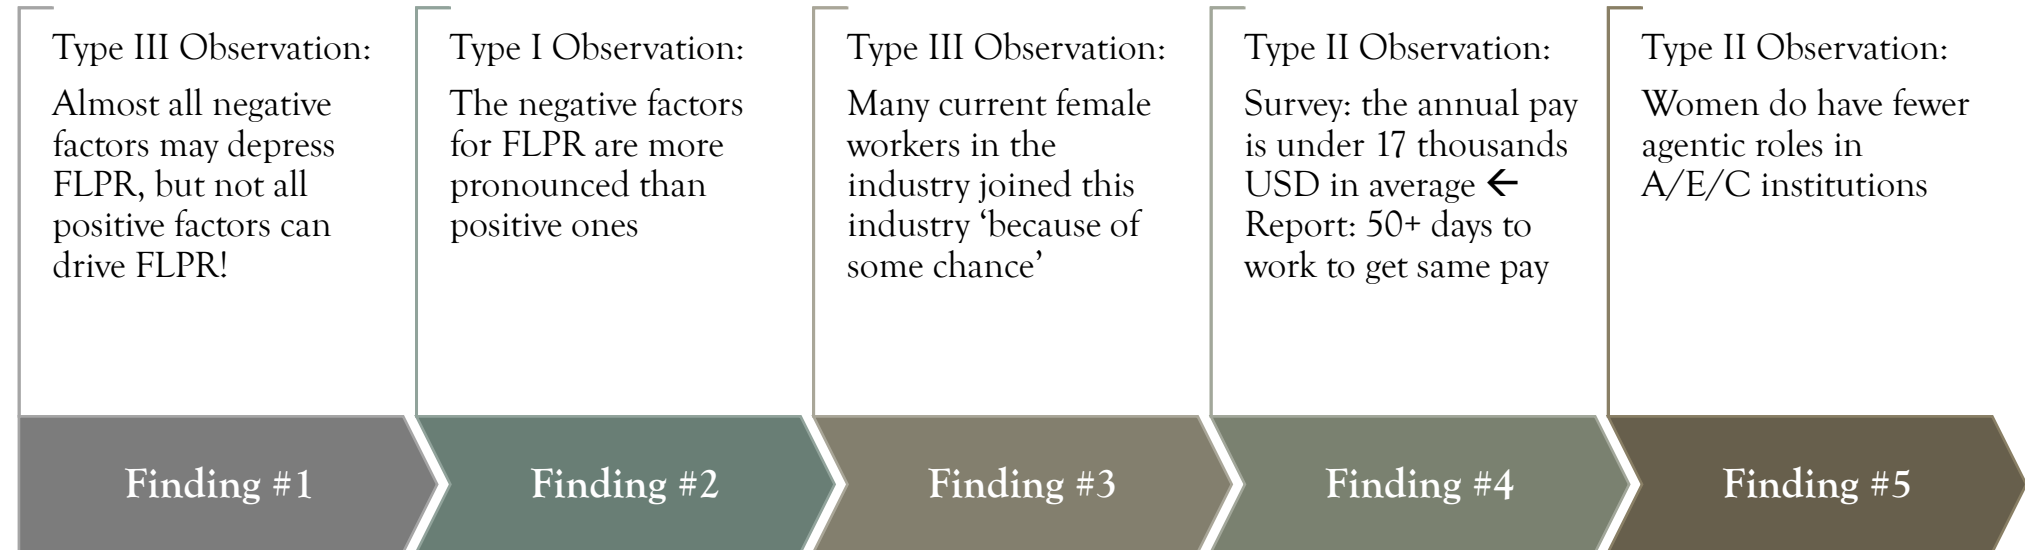 Type III Observation:
Almost all negative
factors may depress
FLPR, but not all
positive factors can
drive FLPR!
Type I Observation:
The negative factors
for FLPR are more
pronounced than
positive ones
Type III Observation:
Many current female
workers in the
industry joined this
industry ‘because of
some chance’
Type II Observation:
Survey: the annual pay
is under 17 thousands
USD in average ←
Report: 50+ days to
work to get same pay
Type II Observation:
Women do have fewer
agentic roles in
A/E/C institutions
Finding #1
Finding #2
Finding #3
Finding #4
Finding #5